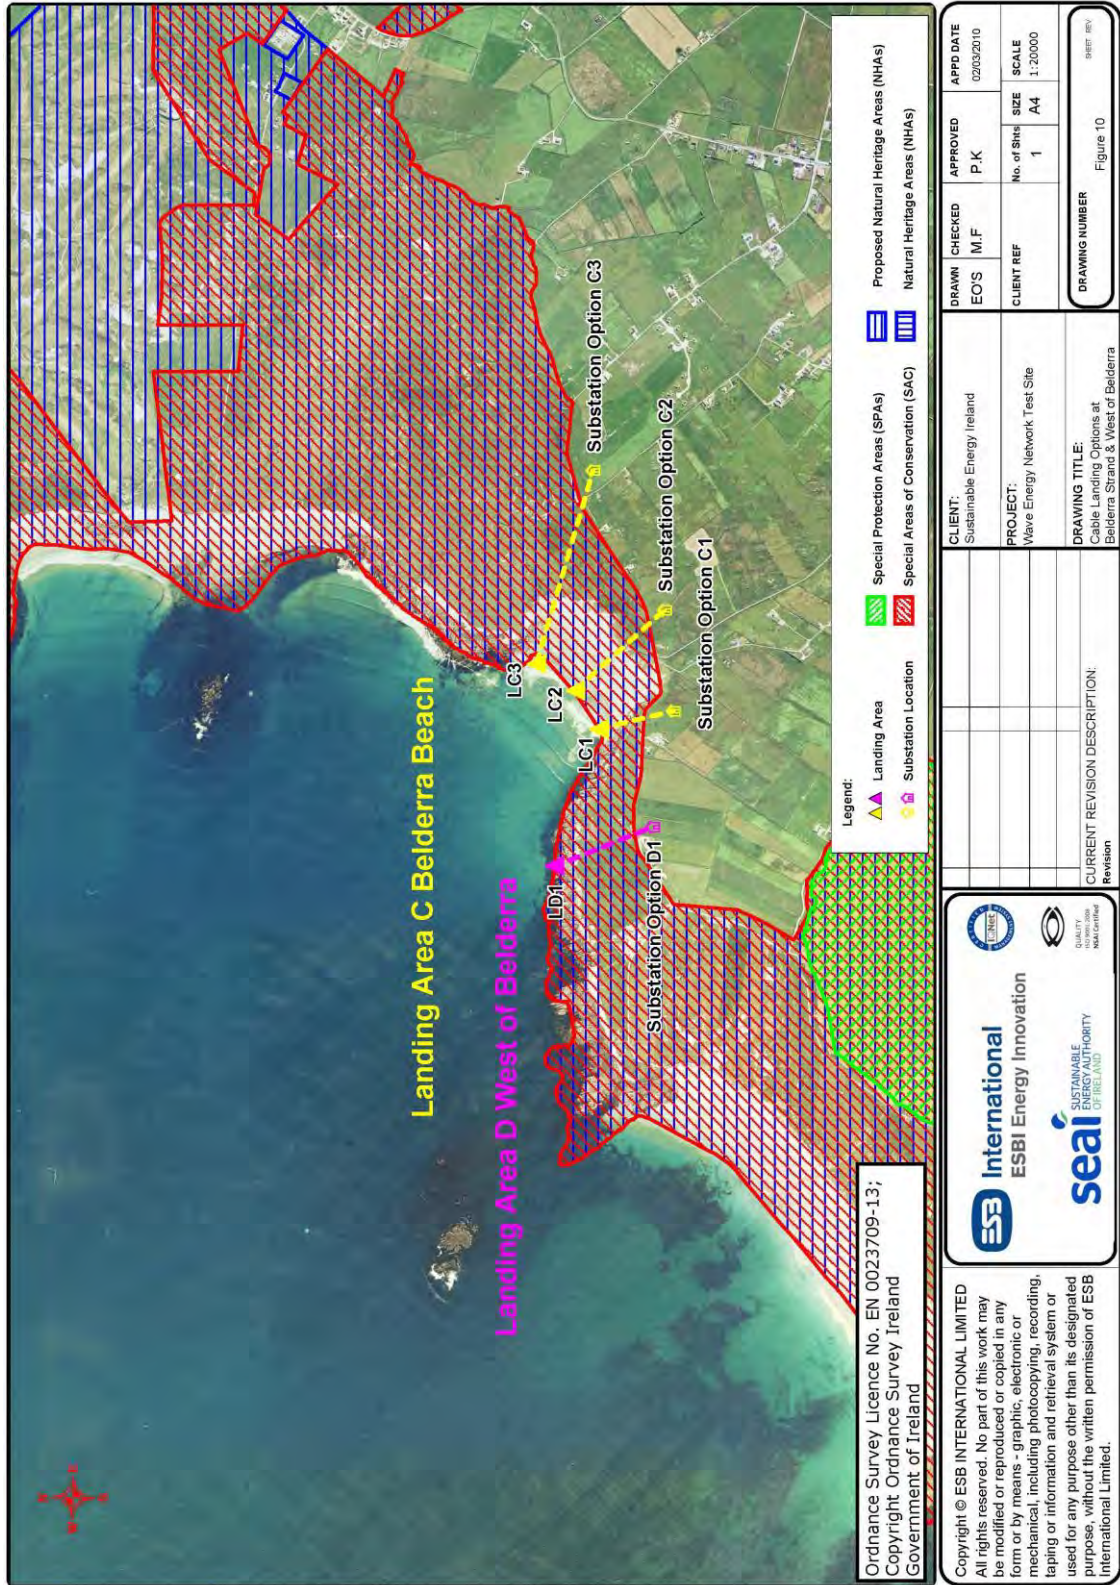 Landing Area C Belderra Beach
Landing Area D West of Belderra
LC3
LC2
LC1
LD1
Substation Option C3
Substation Option C2
Substation Option C1
Substation Option D1
Legend:
Landing Area
Substation Location
Special Protection Areas (SPAs)
Special Areas of Conservation (SAC)
Proposed Natural Heritage Areas (NHAs)
Natural Heritage Areas (NHAs)
Ordnance Survey Licence No. EN 0023709-13;
Copyright Ordnance Survey Ireland
Government of Ireland
Copyright © ESB INTERNATIONAL LIMITED
All rights reserved. No part of this work may
be modified or reproduced or copied in any
form or by means - graphic, electronic or
mechanical, including photocopying, recording,
taping or information and retrieval system or
used for any purpose other than its designated
purpose, without the written permission of ESB
International Limited.
ESB International
ESBI Energy Innovation
seai SUSTAINABLE
ENERGY AUTHORITY
OF IRELAND
IQNet
QUALITY
NSAI Certified
CURRENT REVISION DESCRIPTION:
Revision
CLIENT:
Sustainable Energy Ireland
PROJECT:
Wave Energy Network Test Site
DRAWING TITLE:
Cable Landing Options at
Belderra Strand & West of Belderra
DRAWN CHECKED APPROVED APPD DATE
EO'S M.F P.K 02/03/2010
CLIENT REF No. of Shts SIZE SCALE
1 A4 1:20000
DRAWING NUMBER SHEET REV
Figure 10